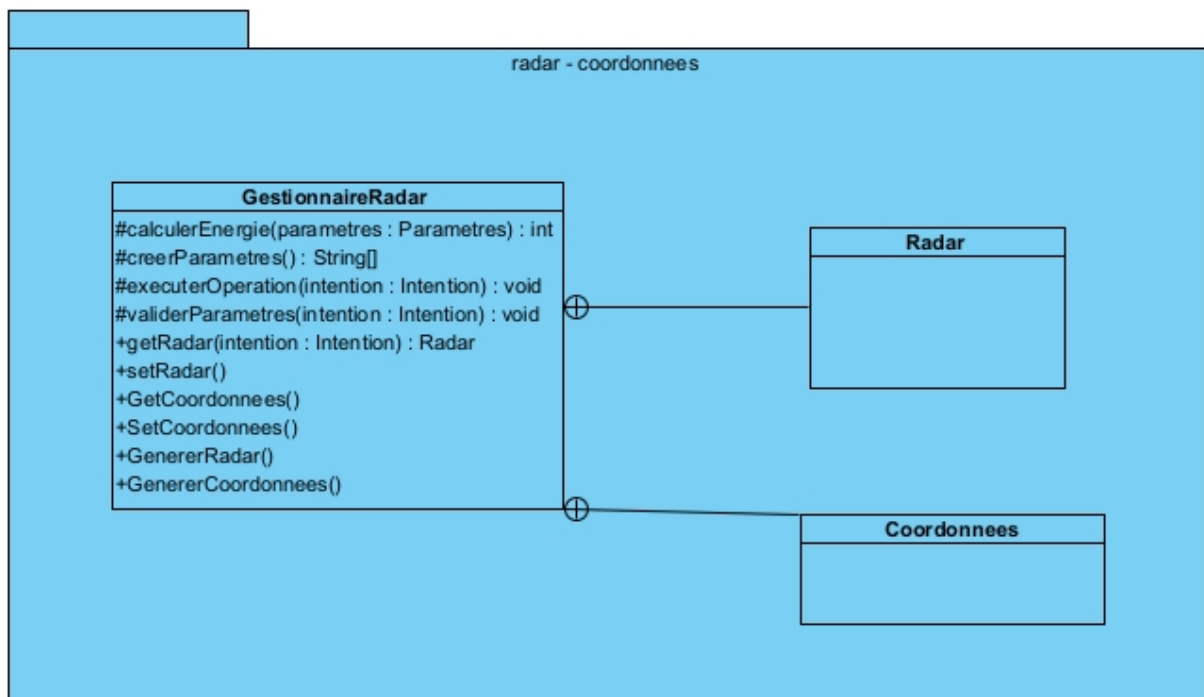 radar - coordonnees
GestionnaireRadar
#calculerEnergie(parametres : Parametres) : int
#creerParametres() : String[]
#executerOperation(intention : Intention) : void
#validerParametres(intention : Intention) : void
+getRadar(intention : Intention) : Radar
+setRadar()
+GetCoordonnees()
+SetCoordonnees()
+GenererRadar()
+GenererCoordonnees()
Radar
Coordonnees